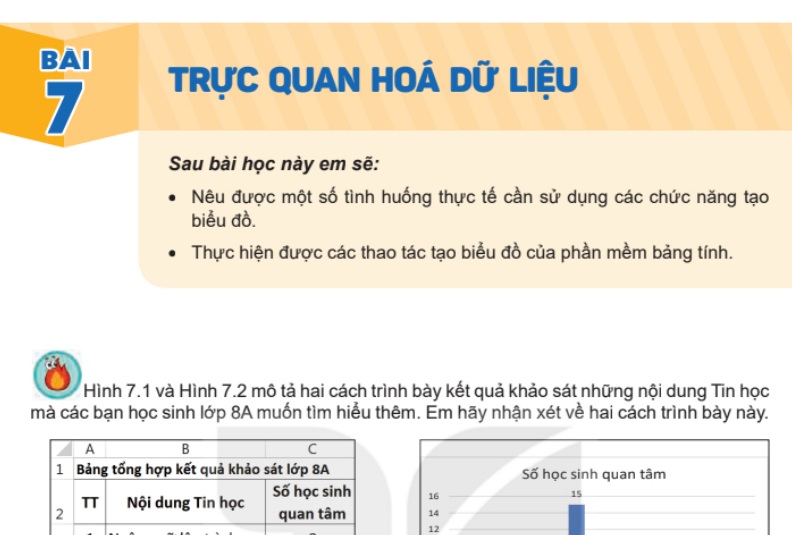 BÀI
7
TRỰC QUAN HOÁ DỮ LIỆU
Sau bài học này em sẽ:
• Nêu được một số tình huống thực tế cần sử dụng các chức năng tạo
biểu đồ.
• Thực hiện được các thao tác tạo biểu đồ của phần mềm bảng tính.
Hình 7.1 và Hình 7.2 mô tả hai cách trình bày kết quả khảo sát những nội dung Tin học
mà các bạn học sinh lớp 8A muốn tìm hiểu thêm. Em hãy nhận xét về hai cách trình bày này.
A B C
1 Bảng tổng hợp kết quả khảo sát lớp 8A
2 TT Nội dung Tin học Số học sinh
quan tâm
Số học sinh quan tâm
16
15
14
12